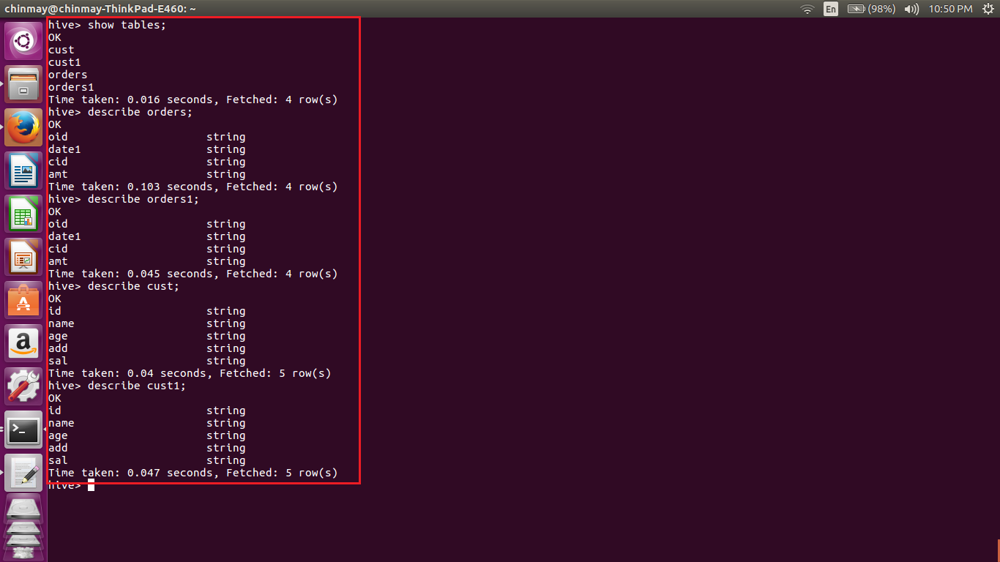 chinmay@chinmay-ThinkPad-E460: ~ En (98%) 10:50 PM
hive> show tables;
OK
cust
cust1
orders
orders1
Time taken: 0.016 seconds, Fetched: 4 row(s)
hive> describe orders;
OK
oid string
date1 string
cid string
amt string
Time taken: 0.103 seconds, Fetched: 4 row(s)
hive> describe orders1;
OK
oid string
date1 string
cid string
amt string
Time taken: 0.045 seconds, Fetched: 4 row(s)
hive> describe cust;
OK
id string
name string
age string
add string
sal string
Time taken: 0.04 seconds, Fetched: 5 row(s)
hive> describe cust1;
OK
id string
name string
age string
add string
sal string
Time taken: 0.047 seconds, Fetched: 5 row(s)
hive>